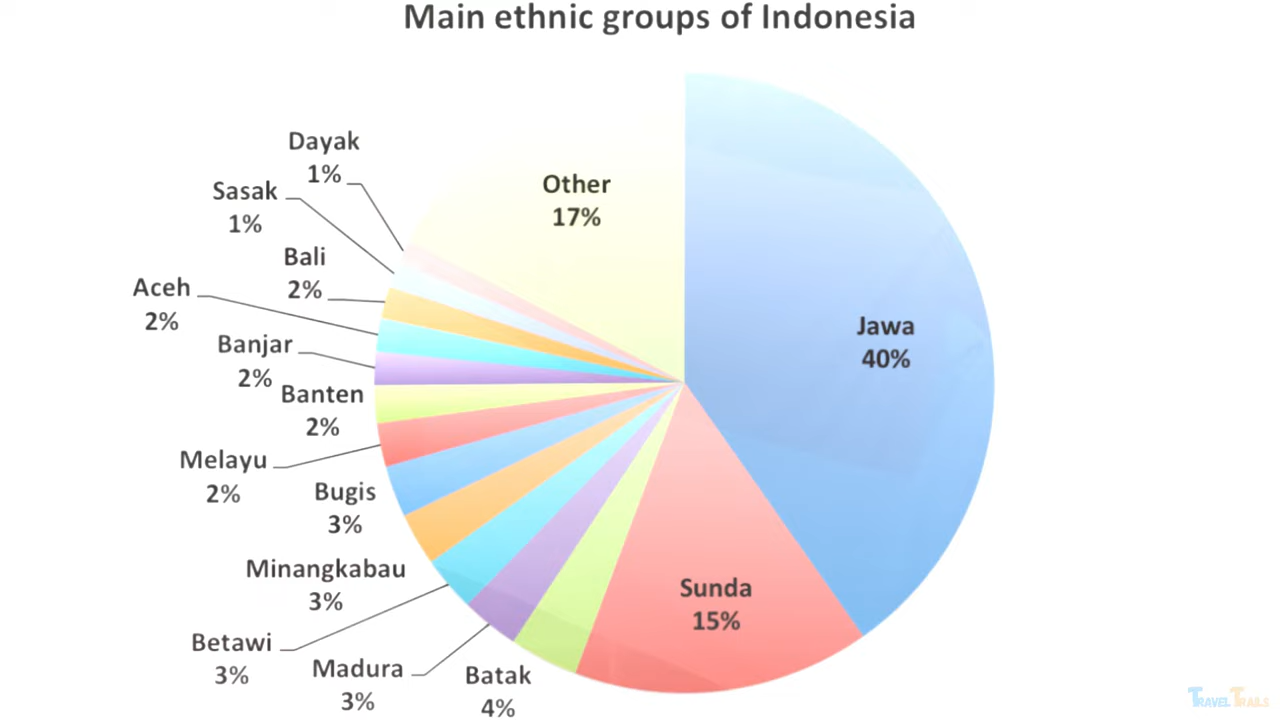 Main ethnic groups of Indonesia
Jawa
40%
Sunda
15%
Batak
4%
Madura
3%
Betawi
3%
Minangkabau
3%
Bugis
3%
Melayu
2%
Banten
2%
Banjar
2%
Aceh
2%
Bali
2%
Sasak
1%
Dayak
1%
Other
17%
TRAVEL TRAILS